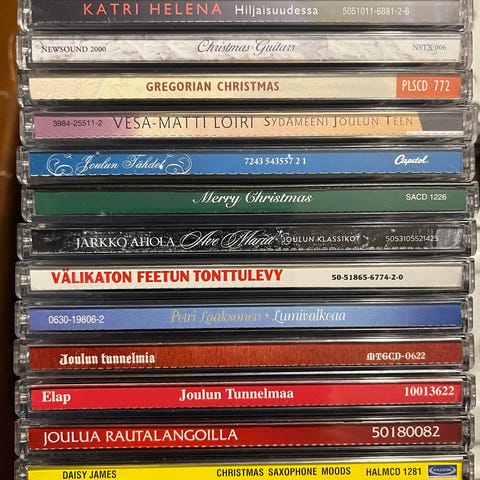 KATRI HELENA Hiljaisuudessa 5051011-6881-2-6
NEWSOUND 2000 Christmas Guitars NSTX 006
GREGORIAN CHRISTMAS PLSCD 772
3984-25511-2 VESA-MATTI LOIRI SYDÄMEENI JOULUN TEEN
Joulun Tähdet 7243 5435572 1 Capitol
Merry Christmas SACD 1226
JARKKO AHOLA Ave Maria JOULUN KLASSIKOT 5053105521425
VÄLIKATON FEETUN TONTTULEVY 50-51865-6774-2-0
0630-19806-2 Petri Laaksonen • Lumivalkeaa
Joulun tunnelmia MTGCD-0622
Elap Joulun Tunnelmaa 10013622
JOULUA RAUTALANGOILLA 50180082
DAISY JAMES CHRISTMAS SAXOPHONE MOODS HALMCD 1281 HALLMARK